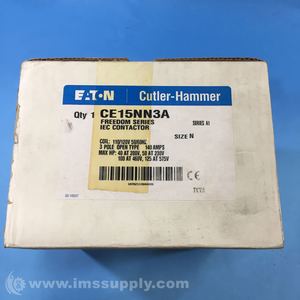 EATON Cutler-Hammer
Qty 1 CE15NN3A
FREEDOM SERIES
IEC CONTACTOR
SERIES A1
SIZE N
COIL: 110/120V 50/60HZ
3 POLE OPEN TYPE 140 AMPS
MAX HP: 40 AT 200V, 50 AT 230V
100 AT 460V, 125 AT 575V
© www.imssupply.com